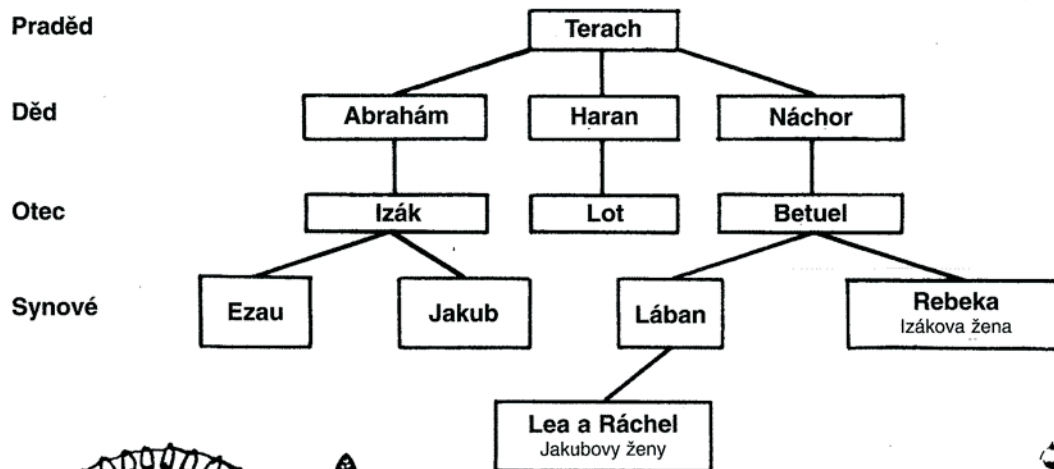 Praděd
Terach
Děd
Abrahám
Haran
Náchor
Otec
Izák
Lot
Betuel
Synové
Ezau
Jakub
Lában
Rebeka
Izákova žena
Lea a Ráchel
Jakubovy ženy